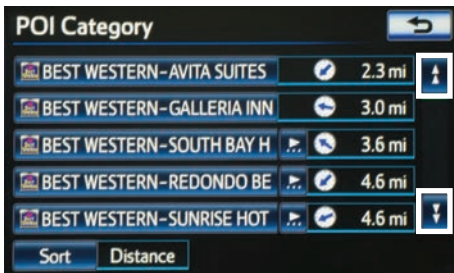 POI Category
BEST WESTERN-AVITA SUITES 2.3 mi
BEST WESTERN-GALLERIA INN 3.0 mi
BEST WESTERN-SOUTH BAY H 3.6 mi
BEST WESTERN-REDONDO BE 4.6 mi
BEST WESTERN-SUNRISE HOT 4.6 mi
Sort Distance